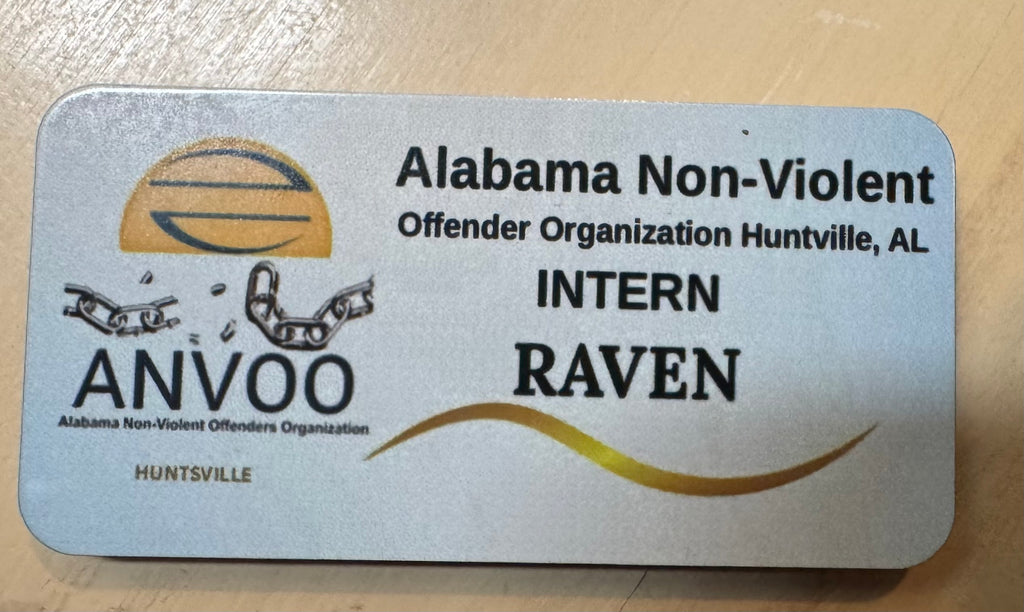 Alabama Non-Violent
Offender Organization Huntville, AL
INTERN
RAVEN
ANVOO
Alabama Non-Violent Offenders Organization
HUNTSVILLE